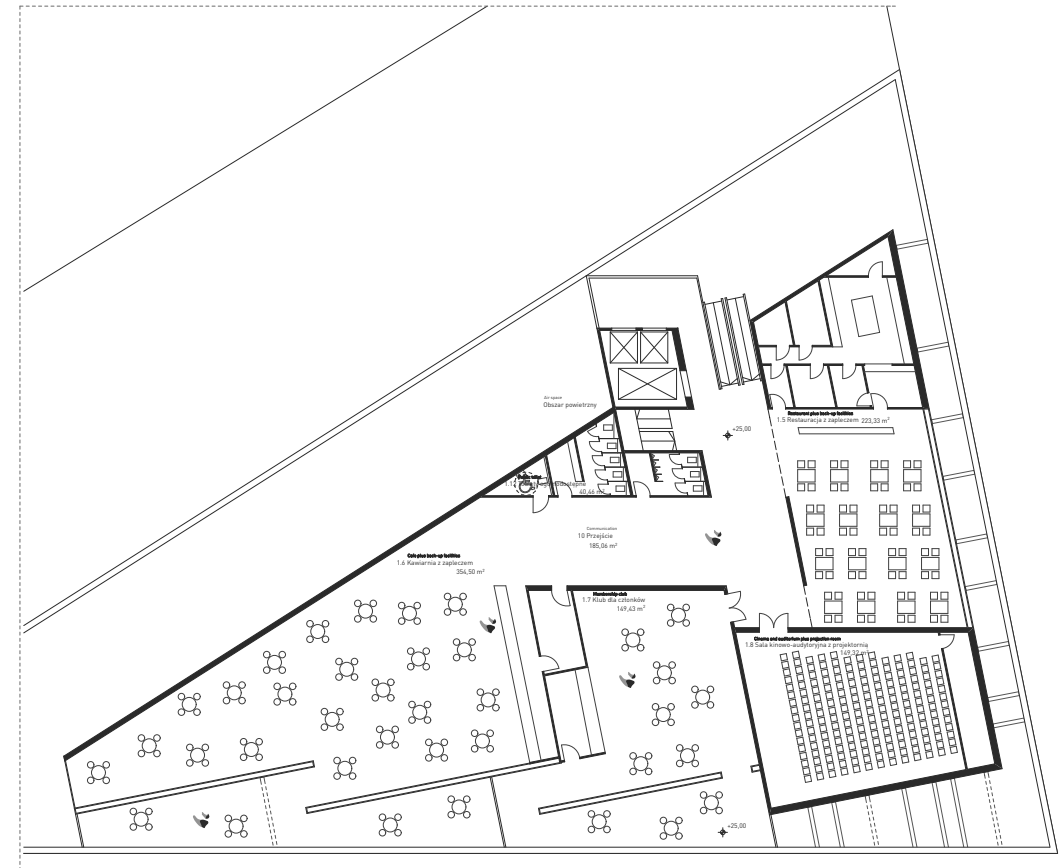 Air space
Obszar powietrzny
+25,00
Restaurant plus back-up facilities
1.5 Restauracja z zapleczem 223,33 m²
40,46 m²
Communication
10 Przejście
185,06 m²
Cafe plus back-up facilities
1.6 Kawiarnia z zapleczem
354,50 m²
Membership club
1.7 Klub dla członków
149,43 m²
Cinema and auditorium plus projection room
1.8 Sala kinowo-audytoryjna z projektornią
+25,00